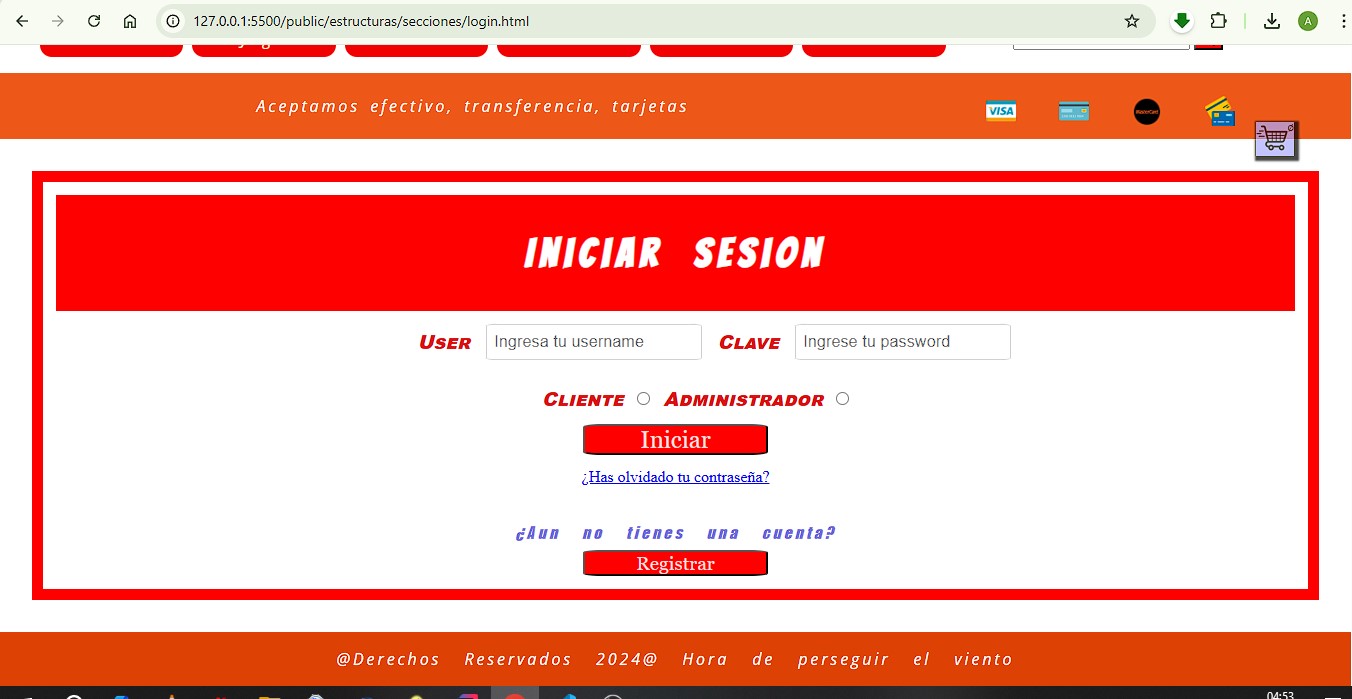 127.0.0.1:5500/public/estructuras/secciones/login.html
A
Aceptamos efectivo, transferencia, tarjetas
VISA
INICIAR SESION
USER Ingresa tu username CLAVE Ingrese tu password
CLIENTE ADMINISTRADOR
Iniciar
¿Has olvidado tu contraseña?
¿Aun no tienes una cuenta?
Registrar
@Derechos Reservados 2024@ Hora de perseguir el viento
04:53